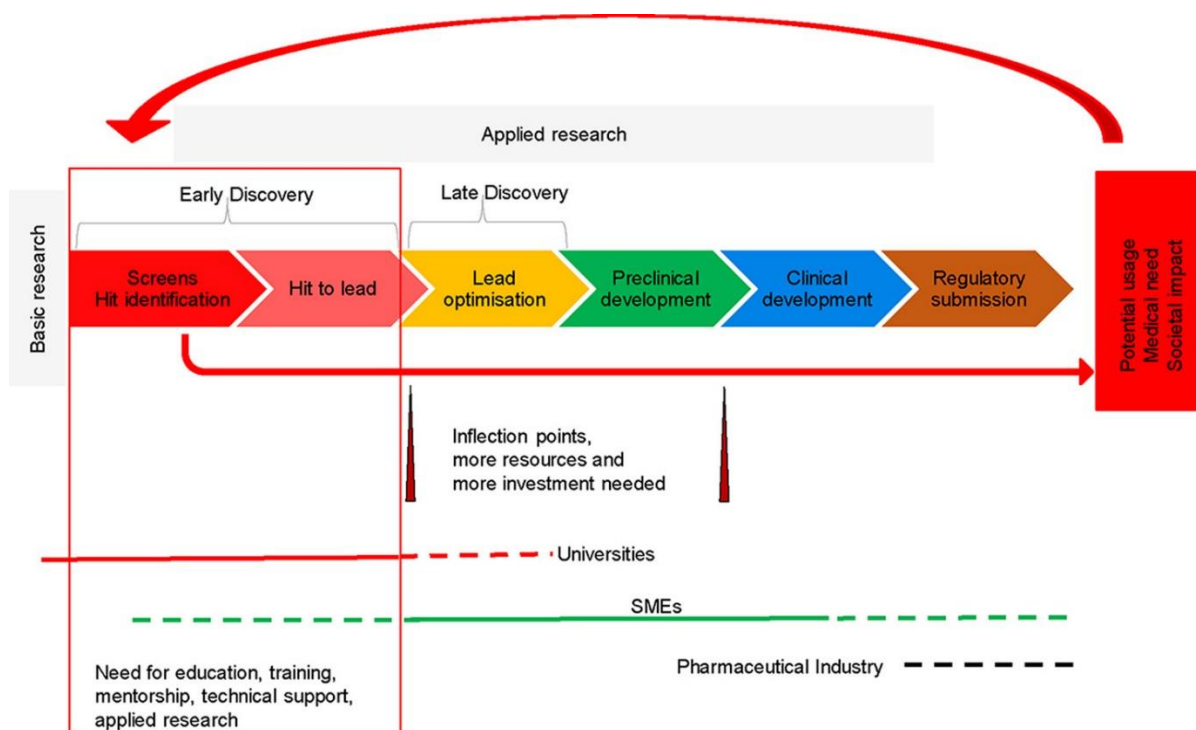 Applied research
Early Discovery
Late Discovery
Basic research
Screens
Hit identification
Hit to lead
Lead
optimisation
Preclinical
development
Clinical
development
Regulatory
submission
Potential usage
Medical need
Societal impact
Inflection points,
more resources and
more investment needed
Universities
SMEs
Pharmaceutical Industry
Need for education, training,
mentorship, technical support,
applied research